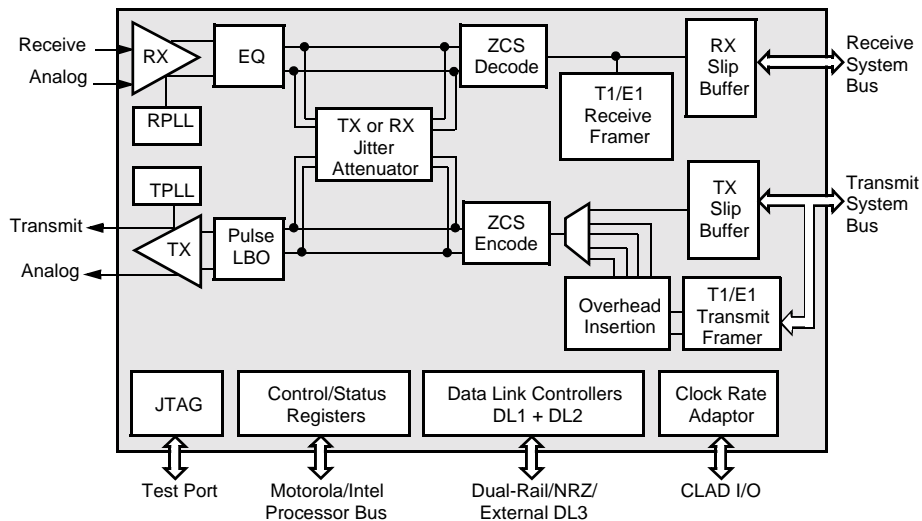 Receive
Analog
RX
EQ
ZCS
Decode
RX
Slip
Buffer
Receive
System
Bus
RPLL
TX or RX
Jitter
Attenuator
T1/E1
Receive
Framer
TPLL
Transmit
Analog
TX
Pulse
LBO
ZCS
Encode
TX
Slip
Buffer
Transmit
System
Bus
Overhead
Insertion
T1/E1
Transmit
Framer
JTAG
Control/Status
Registers
Data Link Controllers
DL1 + DL2
Clock Rate
Adaptor
Test Port
Motorola/Intel
Processor Bus
Dual-Rail/NRZ/
External DL3
CLAD I/O